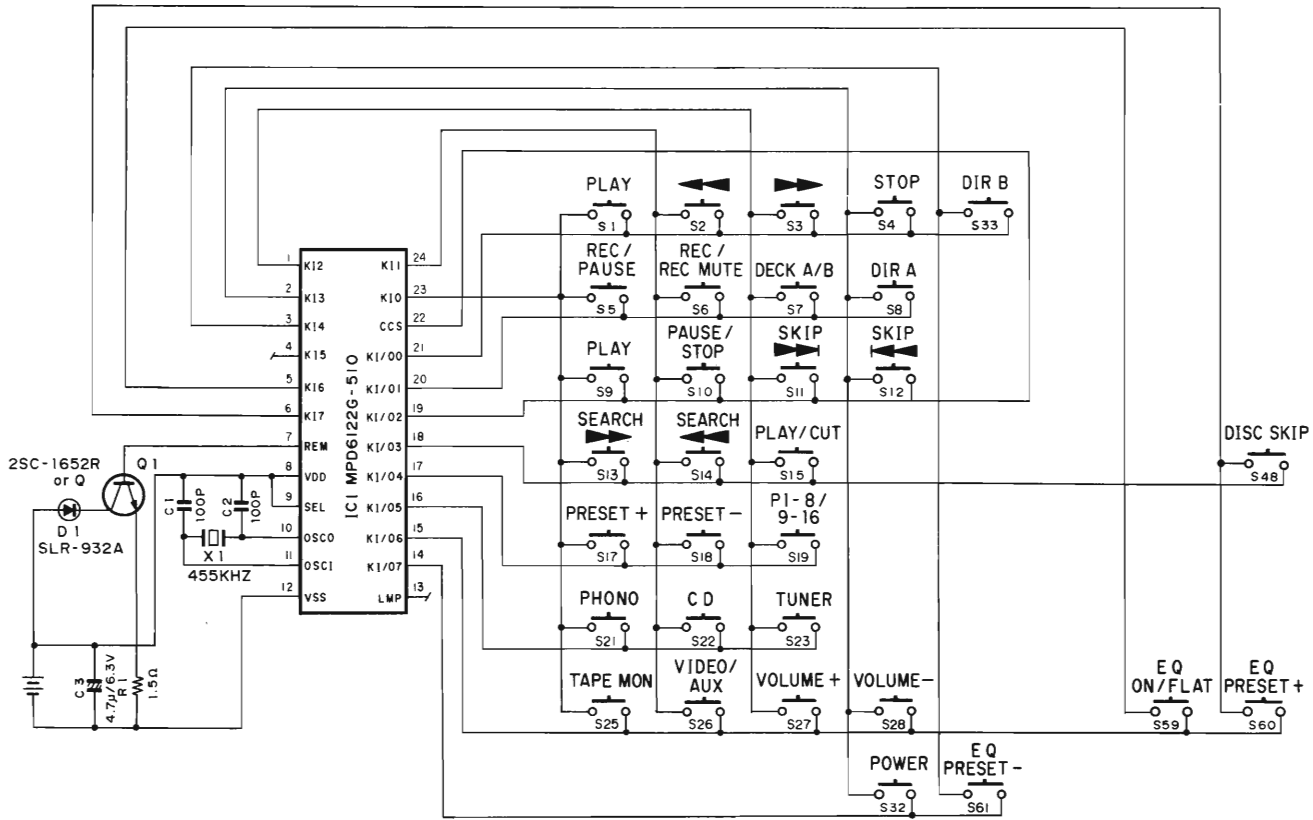 PLAY
STOP
DIR B
S1
S2
S3
S4
S33
REC / PAUSE
REC / REC MUTE
DECK A/B
DIR A
S5
S6
S7
S8
PLAY
PAUSE / STOP
SKIP
SKIP
S9
S10
S11
S12
SEARCH
SEARCH
PLAY/CUT
DISC SKIP
S13
S14
S15
S48
PRESET +
PRESET -
P1-8 / 9-16
S17
S18
S19
PHONO
CD
TUNER
S21
S22
S23
TAPE MON
VIDEO / AUX
VOLUME +
VOLUME -
EQ ON/FLAT
EQ PRESET +
S25
S26
S27
S28
S59
S60
POWER
EQ PRESET -
S32
S61
IC1 MPD6122G-510
1 KI2
2 KI3
3 KI4
4 KI5
5 KI6
6 KI7
7 REM
8 VDD
9 SEL
10 OSCO
11 OSCI
12 VSS
KI1 24
KI0 23
CCS 22
KI/00 21
KI/01 20
KI/02 19
KI/03 18
KI/04 17
KI/05 16
KI/06 15
KI/07 14
LMP 13
2SC-1652R or Q
Q1
D1
SLR-932A
C1
100P
C2
100P
X1
455KHZ
C3
4.7μ/6.3V
R1
1.5Ω